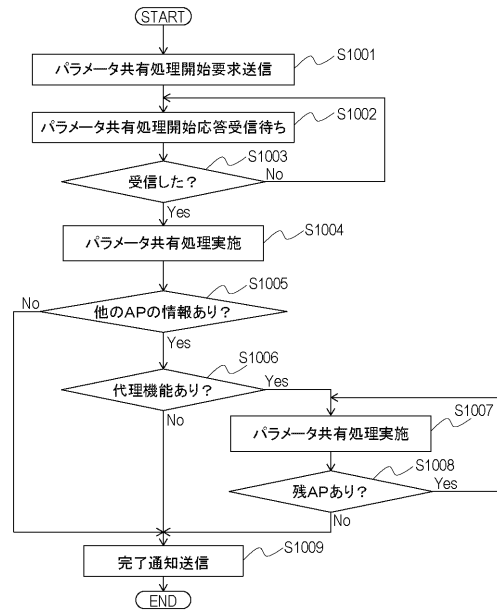 START
パラメータ共有処理開始要求送信
S1001
パラメータ共有処理開始応答受信待ち
S1002
受信した？
S1003
No
Yes
パラメータ共有処理実施
S1004
他のAPの情報あり？
S1005
No
Yes
代理機能あり？
S1006
Yes
No
パラメータ共有処理実施
S1007
残APあり？
S1008
Yes
No
完了通知送信
S1009
END